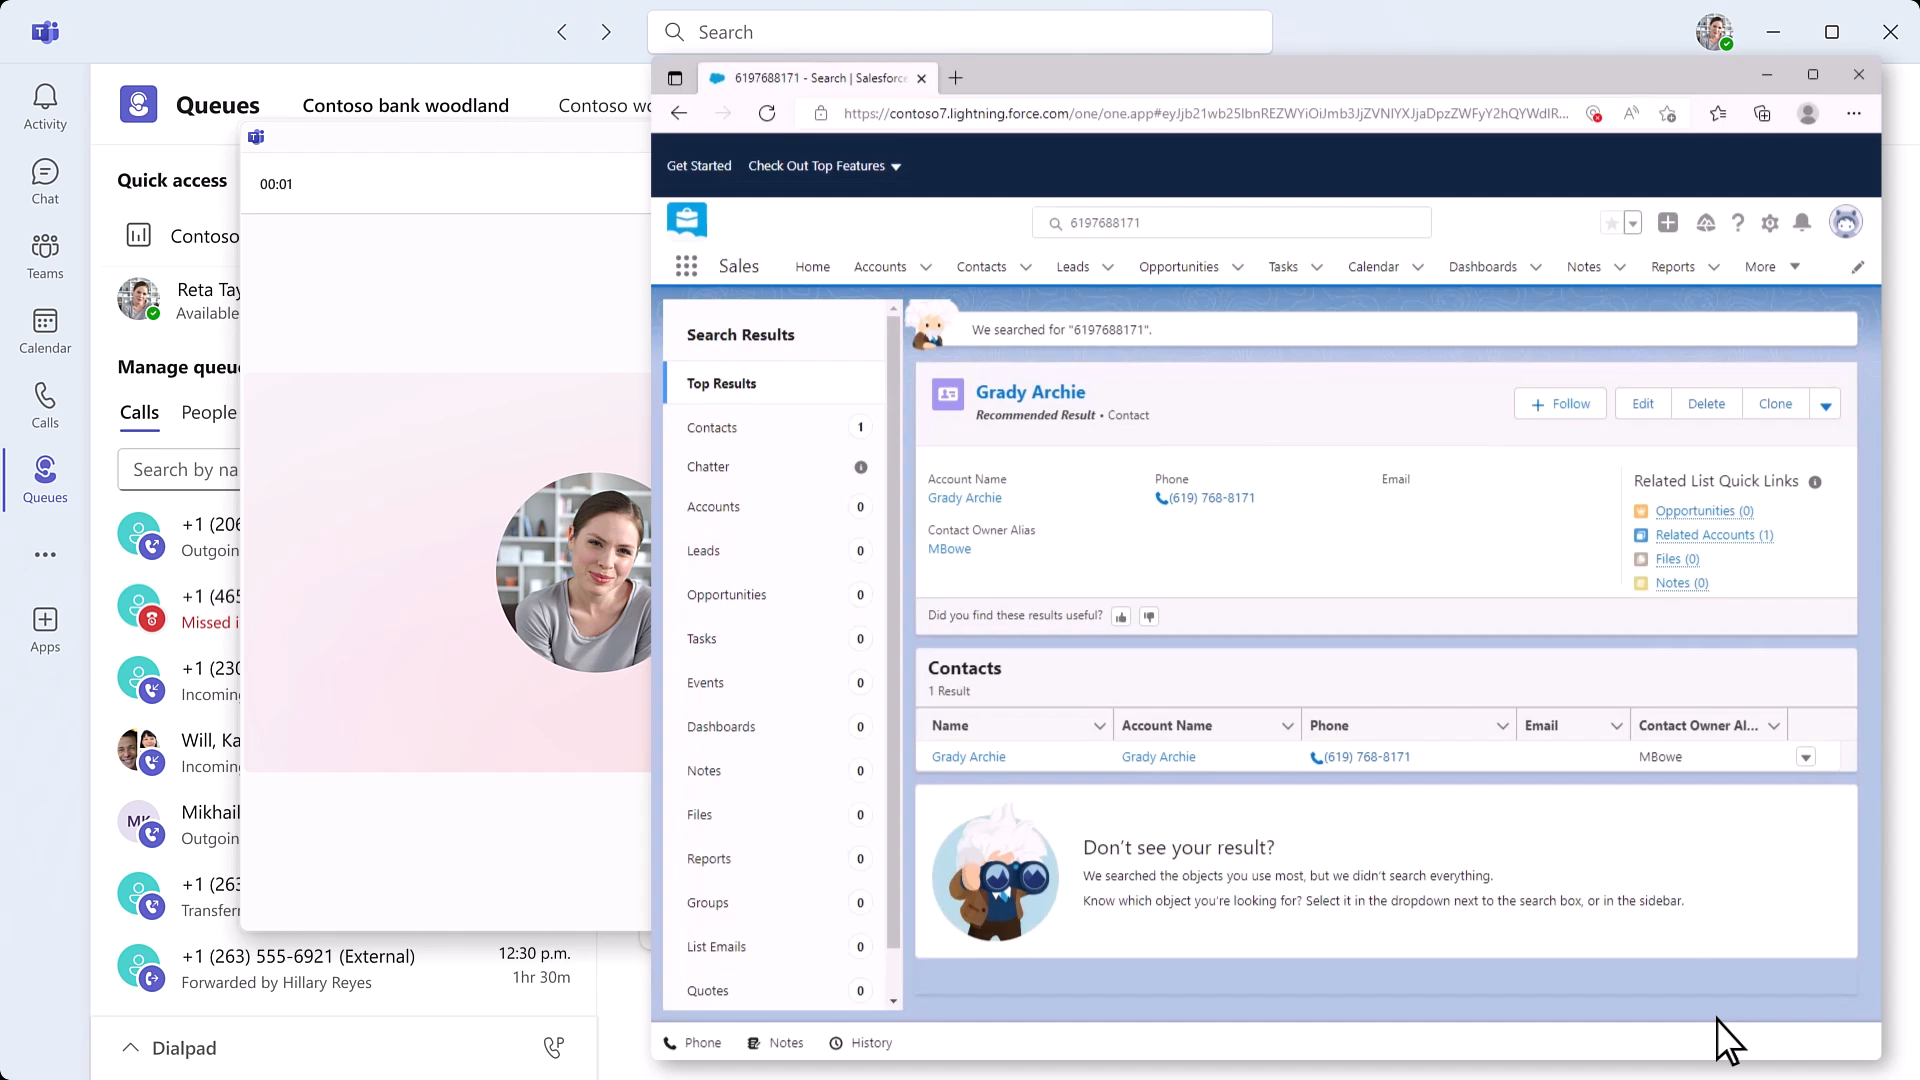 Search
Activity
Chat
Teams
Calendar
Calls
Queues
Apps
Queues
Contoso bank woodland
Contoso wo
Quick access
Contoso
Reta Tay
Available
Manage queu
Calls
People
Search by na
+1 (206
Outgoin
+1 (465
Missed i
+1 (230
Incoming
Will, Ka
Incoming
MK
Mikhail
Outgoin
+1 (263
Transferr
+1 (263) 555-6921 (External)
12:30 p.m.
Forwarded by Hillary Reyes
1hr 30m
Dialpad
00:01
6197688171 - Search | Salesforce
https://contoso7.lightning.force.com/one/one.app#eyJjb21wb25lbnREZWYiOiJmb3JjZVNlYXJjaDpzZWFyY2hQYWdlR...
Get Started
Check Out Top Features
6197688171
Sales
Home
Accounts
Contacts
Leads
Opportunities
Tasks
Calendar
Dashboards
Notes
Reports
More
Search Results
Top Results
Contacts 1
Chatter
Accounts 0
Leads 0
Opportunities 0
Tasks 0
Events 0
Dashboards 0
Notes 0
Files 0
Reports 0
Groups 0
List Emails 0
Quotes 0
We searched for "6197688171".
Grady Archie
Recommended Result • Contact
Follow
Edit
Delete
Clone
Account Name
Grady Archie
Phone
(619) 768-8171
Email
Contact Owner Alias
MBowe
Related List Quick Links
Opportunities (0)
Related Accounts (1)
Files (0)
Notes (0)
Did you find these results useful?
Contacts
1 Result
Name
Account Name
Phone
Email
Contact Owner Al...
Grady Archie
Grady Archie
(619) 768-8171
MBowe
Don't see your result?
We searched the objects you use most, but we didn't search everything.
Know which object you're looking for? Select it in the dropdown next to the search box, or in the sidebar.
Phone
Notes
History